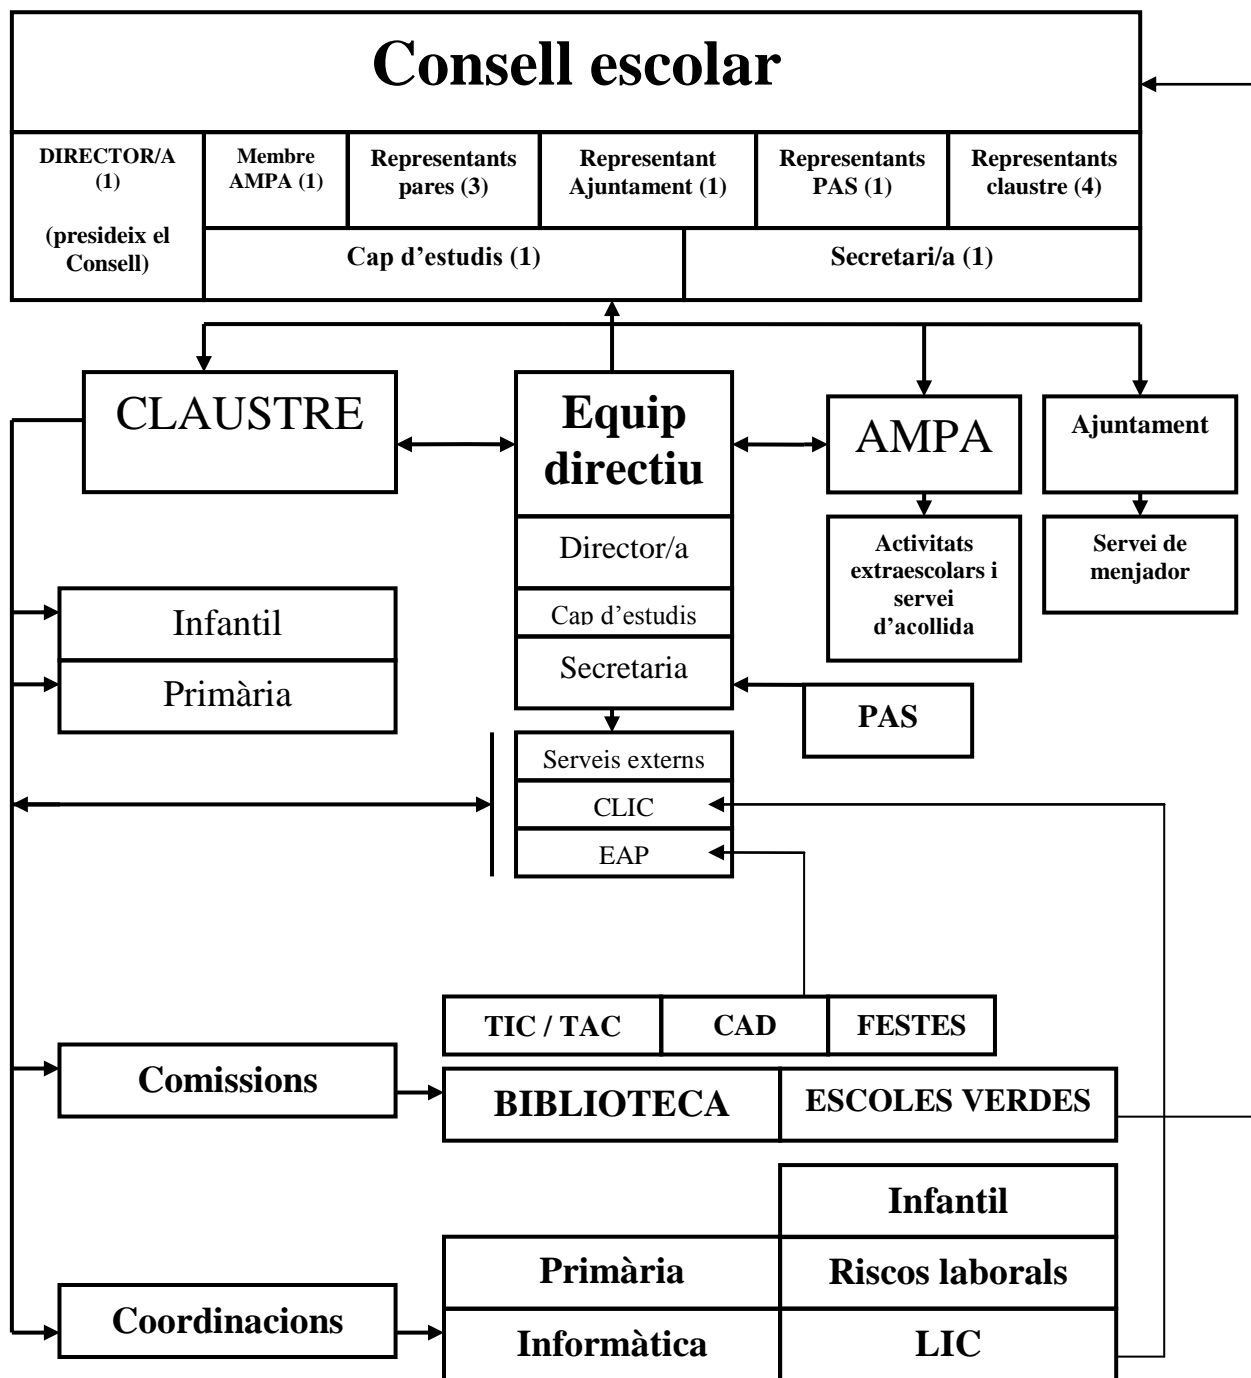 Consell escolar
DIRECTOR/A
(1)
(presideix el
Consell)
Membre
AMPA (1)
Representants
pares (3)
Representant
Ajuntament (1)
Representants
PAS (1)
Representants
claustre (4)
Cap d’estudis (1)
Secretari/a (1)
CLAUSTRE
Equip
directiu
AMPA
Ajuntament
Director/a
Cap d’estudis
Secretaria
Activitats
extraescolars i
servei
d’acollida
Servei de
menjador
Infantil
Primària
PAS
Serveis externs
CLIC
EAP
TIC / TAC
CAD
FESTES
Comissions
BIBLIOTECA
ESCOLES VERDES
Infantil
Primària
Riscos laborals
Coordinacions
Informàtica
LIC